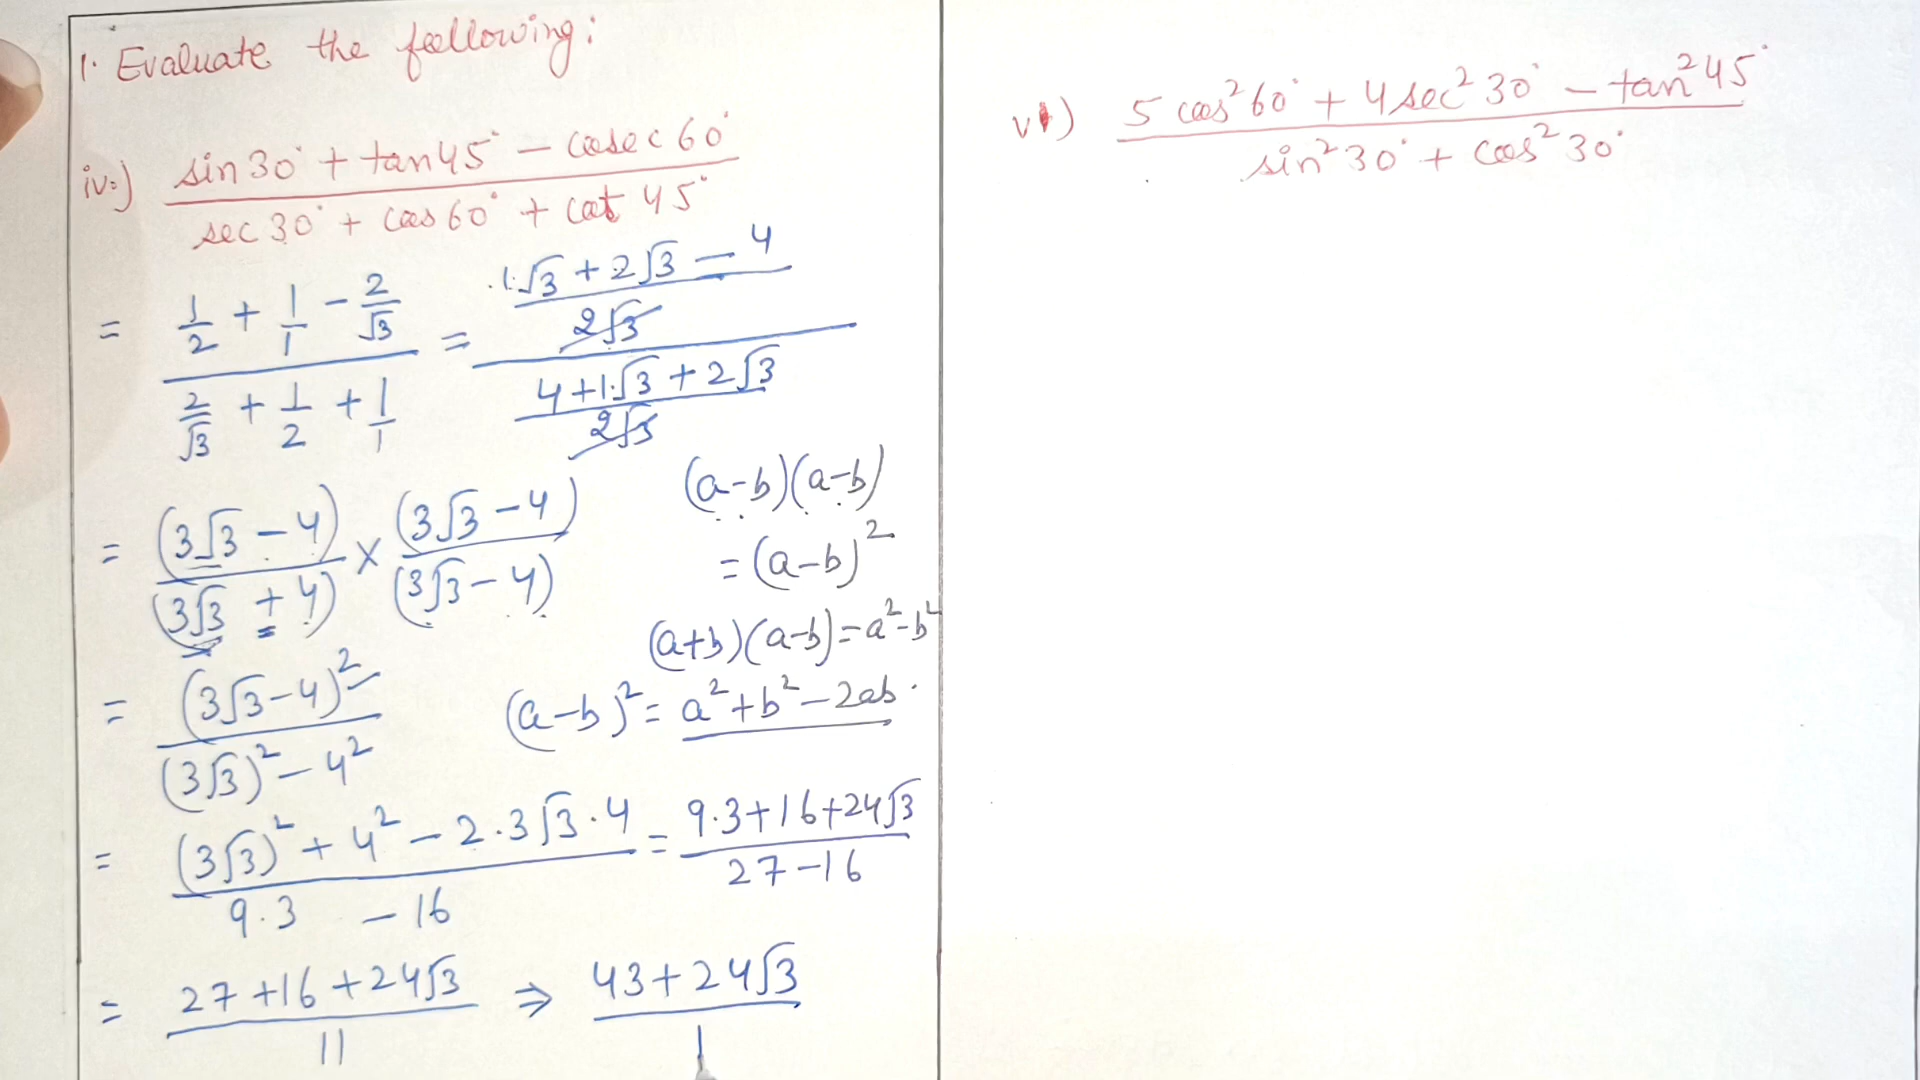 1. Evaluate the following:
iv.) (sin 30° + tan 45° − cosec 60°) / (sec 30° + cos 60° + cot 45°)
= (1/2 + 1/1 − 2/√3) / (2/√3 + 1/2 + 1/1) = ((1.√3 + 2√3 − 4) / 2√3) / ((4 + 1.√3 + 2√3) / 2√3)
= (3√3 − 4) / (3√3 + 4) × (3√3 − 4) / (3√3 − 4)
(a−b)(a−b)
= (a−b)²
(a+b)(a−b) = a²−b²
= (3√3−4)² / (3√3)² − 4²
(a−b)² = a²+b²−2ab.
= ((3√3)² + 4² − 2·3√3·4) / (9·3 − 16) = (9·3+16+24√3) / (27−16)
= (27+16+24√3) / 11 ⇒ (43+24√3) / 1
v) (5 cos² 60° + 4 sec² 30° − tan² 45°) / (sin² 30° + cos² 30°)